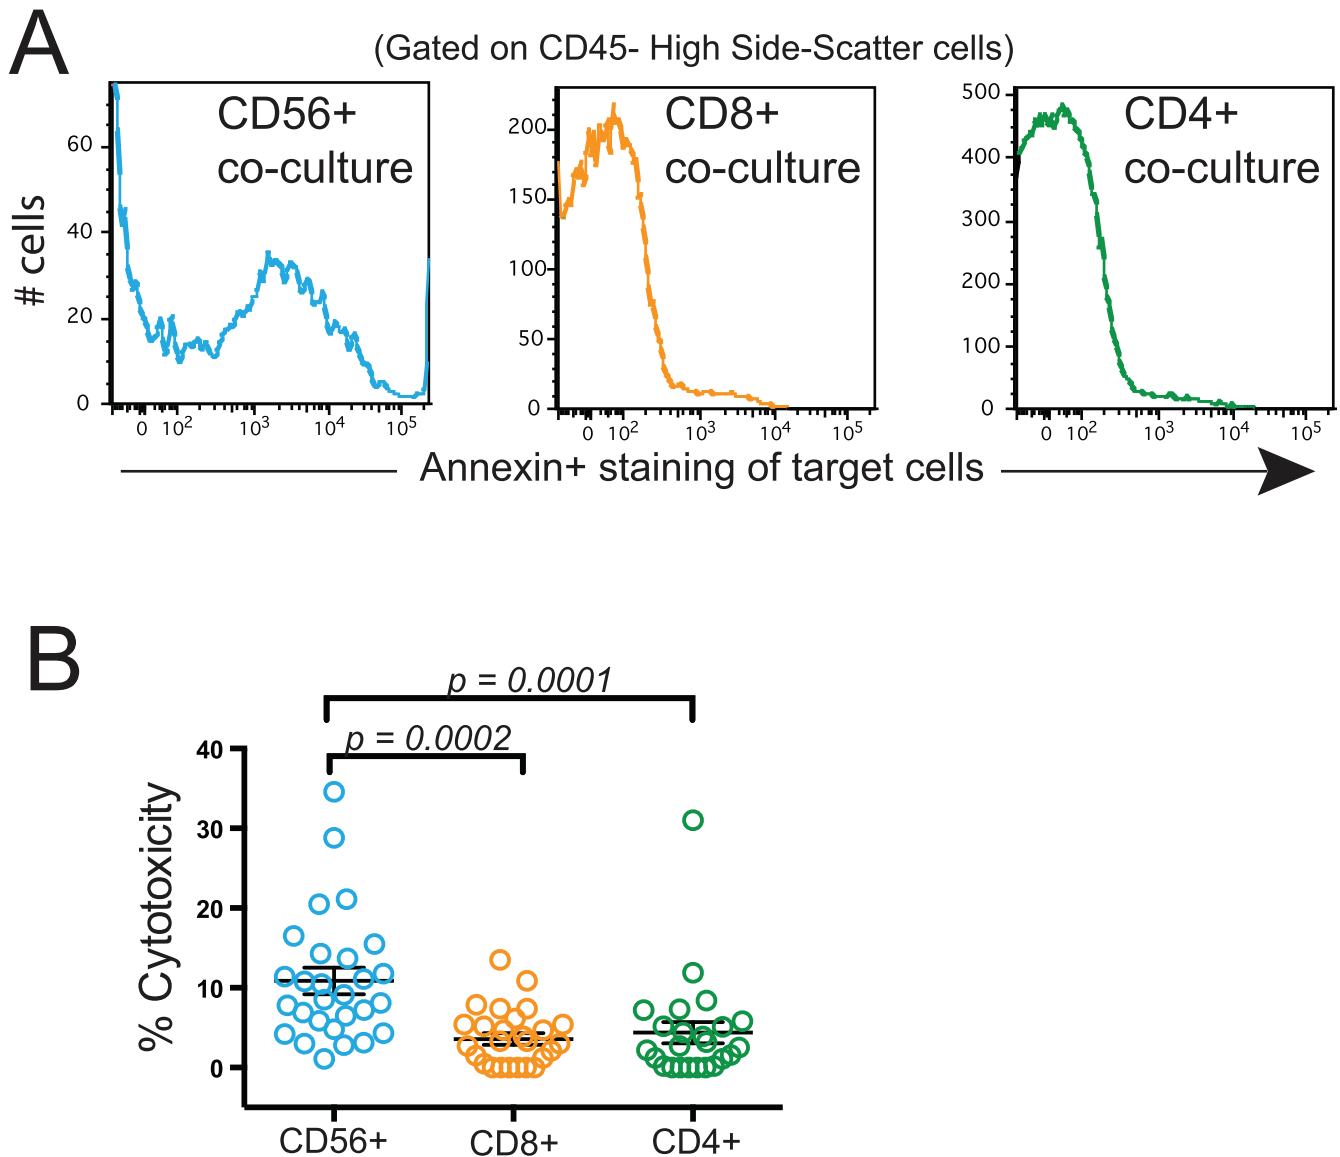 A
(Gated on CD45- High Side-Scatter cells)
# cells
CD56+
co-culture
60
40
20
0
0 10² 10³ 10⁴ 10⁵
CD8+
co-culture
200
150
100
50
0
0 10² 10³ 10⁴ 10⁵
CD4+
co-culture
500
400
300
200
100
0
0 10² 10³ 10⁴ 10⁵
Annexin+ staining of target cells
B
p = 0.0001
p = 0.0002
% Cytotoxicity
40
30
20
10
0
CD56+ CD8+ CD4+